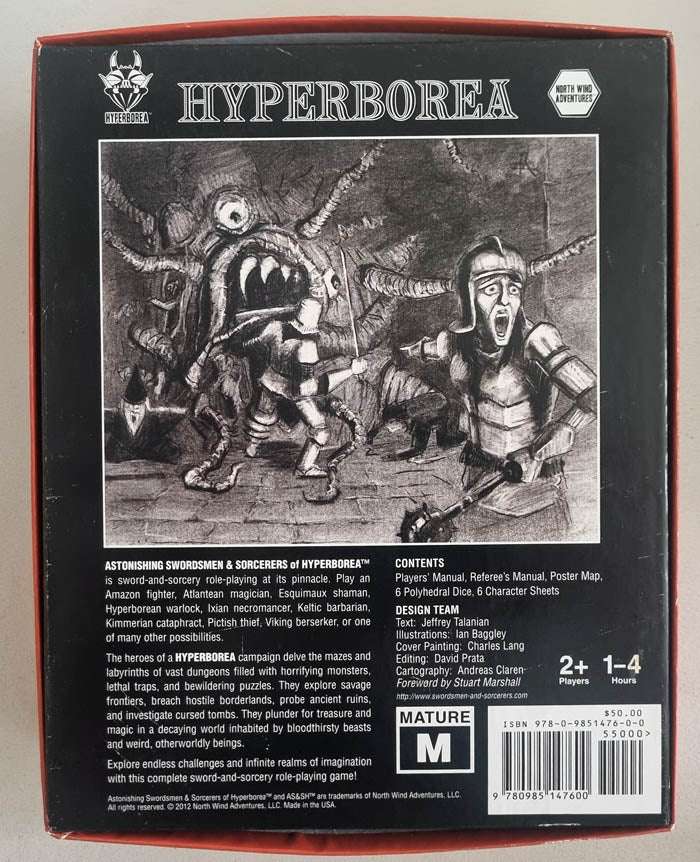 HYPERBOREA
HYPERBOREA
NORTH WIND
ADVENTURES
ASTONISHING SWORDSMEN & SORCERERS of HYPERBOREA™
is sword-and-sorcery role-playing at its pinnacle. Play an
Amazon fighter, Atlantean magician, Esquimaux shaman,
Hyperborean warlock, Ixian necromancer, Keltic barbarian,
Kimmerian cataphract, Pictish thief, Viking berserker, or one
of many other possibilities.
The heroes of a HYPERBOREA campaign delve the mazes and
labyrinths of vast dungeons filled with horrifying monsters,
lethal traps, and bewildering puzzles. They explore savage
frontiers, breach hostile borderlands, probe ancient ruins,
and investigate cursed tombs. They plunder for treasure and
magic in a decaying world inhabited by bloodthirsty beasts
and weird, otherworldly beings.
Explore endless challenges and infinite realms of imagination
with this complete sword-and-sorcery role-playing game!
Astonishing Swordsmen & Sorcerers of Hyperborea™ and AS&SH™ are trademarks of North Wind Adventures, LLC.
All rights reserved. © 2012 North Wind Adventures, LLC. Made in the USA.
CONTENTS
Players' Manual, Referee's Manual, Poster Map,
6 Polyhedral Dice, 6 Character Sheets
DESIGN TEAM
Text: Jeffrey Talanian
Illustrations: Ian Baggley
Cover Painting: Charles Lang
Editing: David Prata
Cartography: Andreas Claren
Foreword by Stuart Marshall
http://www.swordsmen-and-sorcerers.com
2+
Players
1–4
Hours
MATURE
M
$50.00
ISBN 978-0-9851476-0-0
55000>
9 780985 147600